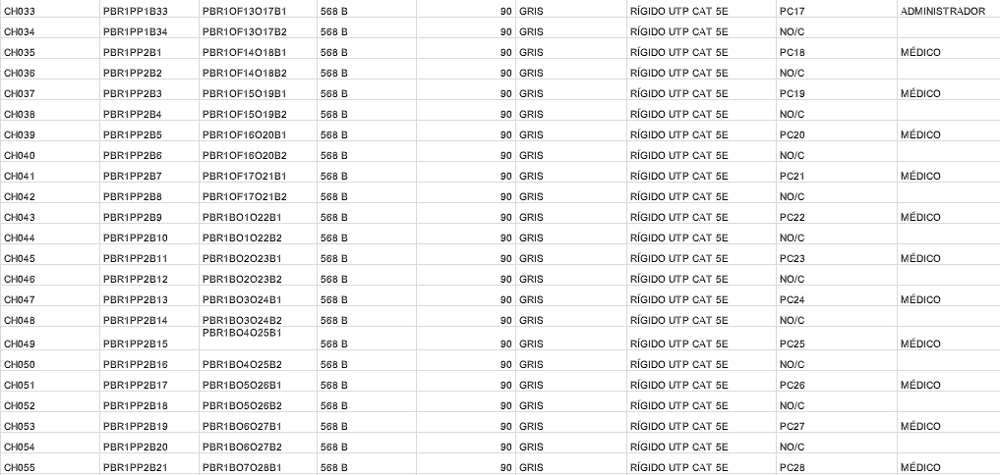 CH033 PBR1PP1B33 PBR1OF13O17B1 568 B 90 GRIS RÍGIDO UTP CAT 5E PC17 ADMINISTRADOR
CH034 PBR1PP1B34 PBR1OF13O17B2 568 B 90 GRIS RÍGIDO UTP CAT 5E NO/C
CH035 PBR1PP2B1 PBR1OF14O18B1 568 B 90 GRIS RÍGIDO UTP CAT 5E PC18 MÉDICO
CH036 PBR1PP2B2 PBR1OF14O18B2 568 B 90 GRIS RÍGIDO UTP CAT 5E NO/C
CH037 PBR1PP2B3 PBR1OF15O19B1 568 B 90 GRIS RÍGIDO UTP CAT 5E PC19 MÉDICO
CH038 PBR1PP2B4 PBR1OF15O19B2 568 B 90 GRIS RÍGIDO UTP CAT 5E NO/C
CH039 PBR1PP2B5 PBR1OF16O20B1 568 B 90 GRIS RÍGIDO UTP CAT 5E PC20 MÉDICO
CH040 PBR1PP2B6 PBR1OF16O20B2 568 B 90 GRIS RÍGIDO UTP CAT 5E NO/C
CH041 PBR1PP2B7 PBR1OF17O21B1 568 B 90 GRIS RÍGIDO UTP CAT 5E PC21 MÉDICO
CH042 PBR1PP2B8 PBR1OF17O21B2 568 B 90 GRIS RÍGIDO UTP CAT 5E NO/C
CH043 PBR1PP2B9 PBR1BO1O22B1 568 B 90 GRIS RÍGIDO UTP CAT 5E PC22 MÉDICO
CH044 PBR1PP2B10 PBR1BO1O22B2 568 B 90 GRIS RÍGIDO UTP CAT 5E NO/C
CH045 PBR1PP2B11 PBR1BO2O23B1 568 B 90 GRIS RÍGIDO UTP CAT 5E PC23 MÉDICO
CH046 PBR1PP2B12 PBR1BO2O23B2 568 B 90 GRIS RÍGIDO UTP CAT 5E NO/C
CH047 PBR1PP2B13 PBR1BO3O24B1 568 B 90 GRIS RÍGIDO UTP CAT 5E PC24 MÉDICO
CH048 PBR1PP2B14 PBR1BO3O24B2 568 B 90 GRIS RÍGIDO UTP CAT 5E NO/C
CH049 PBR1PP2B15 PBR1BO4O25B1 568 B 90 GRIS RÍGIDO UTP CAT 5E PC25 MÉDICO
CH050 PBR1PP2B16 PBR1BO4O25B2 568 B 90 GRIS RÍGIDO UTP CAT 5E NO/C
CH051 PBR1PP2B17 PBR1BO5O26B1 568 B 90 GRIS RÍGIDO UTP CAT 5E PC26 MÉDICO
CH052 PBR1PP2B18 PBR1BO5O26B2 568 B 90 GRIS RÍGIDO UTP CAT 5E NO/C
CH053 PBR1PP2B19 PBR1BO6O27B1 568 B 90 GRIS RÍGIDO UTP CAT 5E PC27 MÉDICO
CH054 PBR1PP2B20 PBR1BO6O27B2 568 B 90 GRIS RÍGIDO UTP CAT 5E NO/C
CH055 PBR1PP2B21 PBR1BO7O28B1 568 B 90 GRIS RÍGIDO UTP CAT 5E PC28 MÉDICO